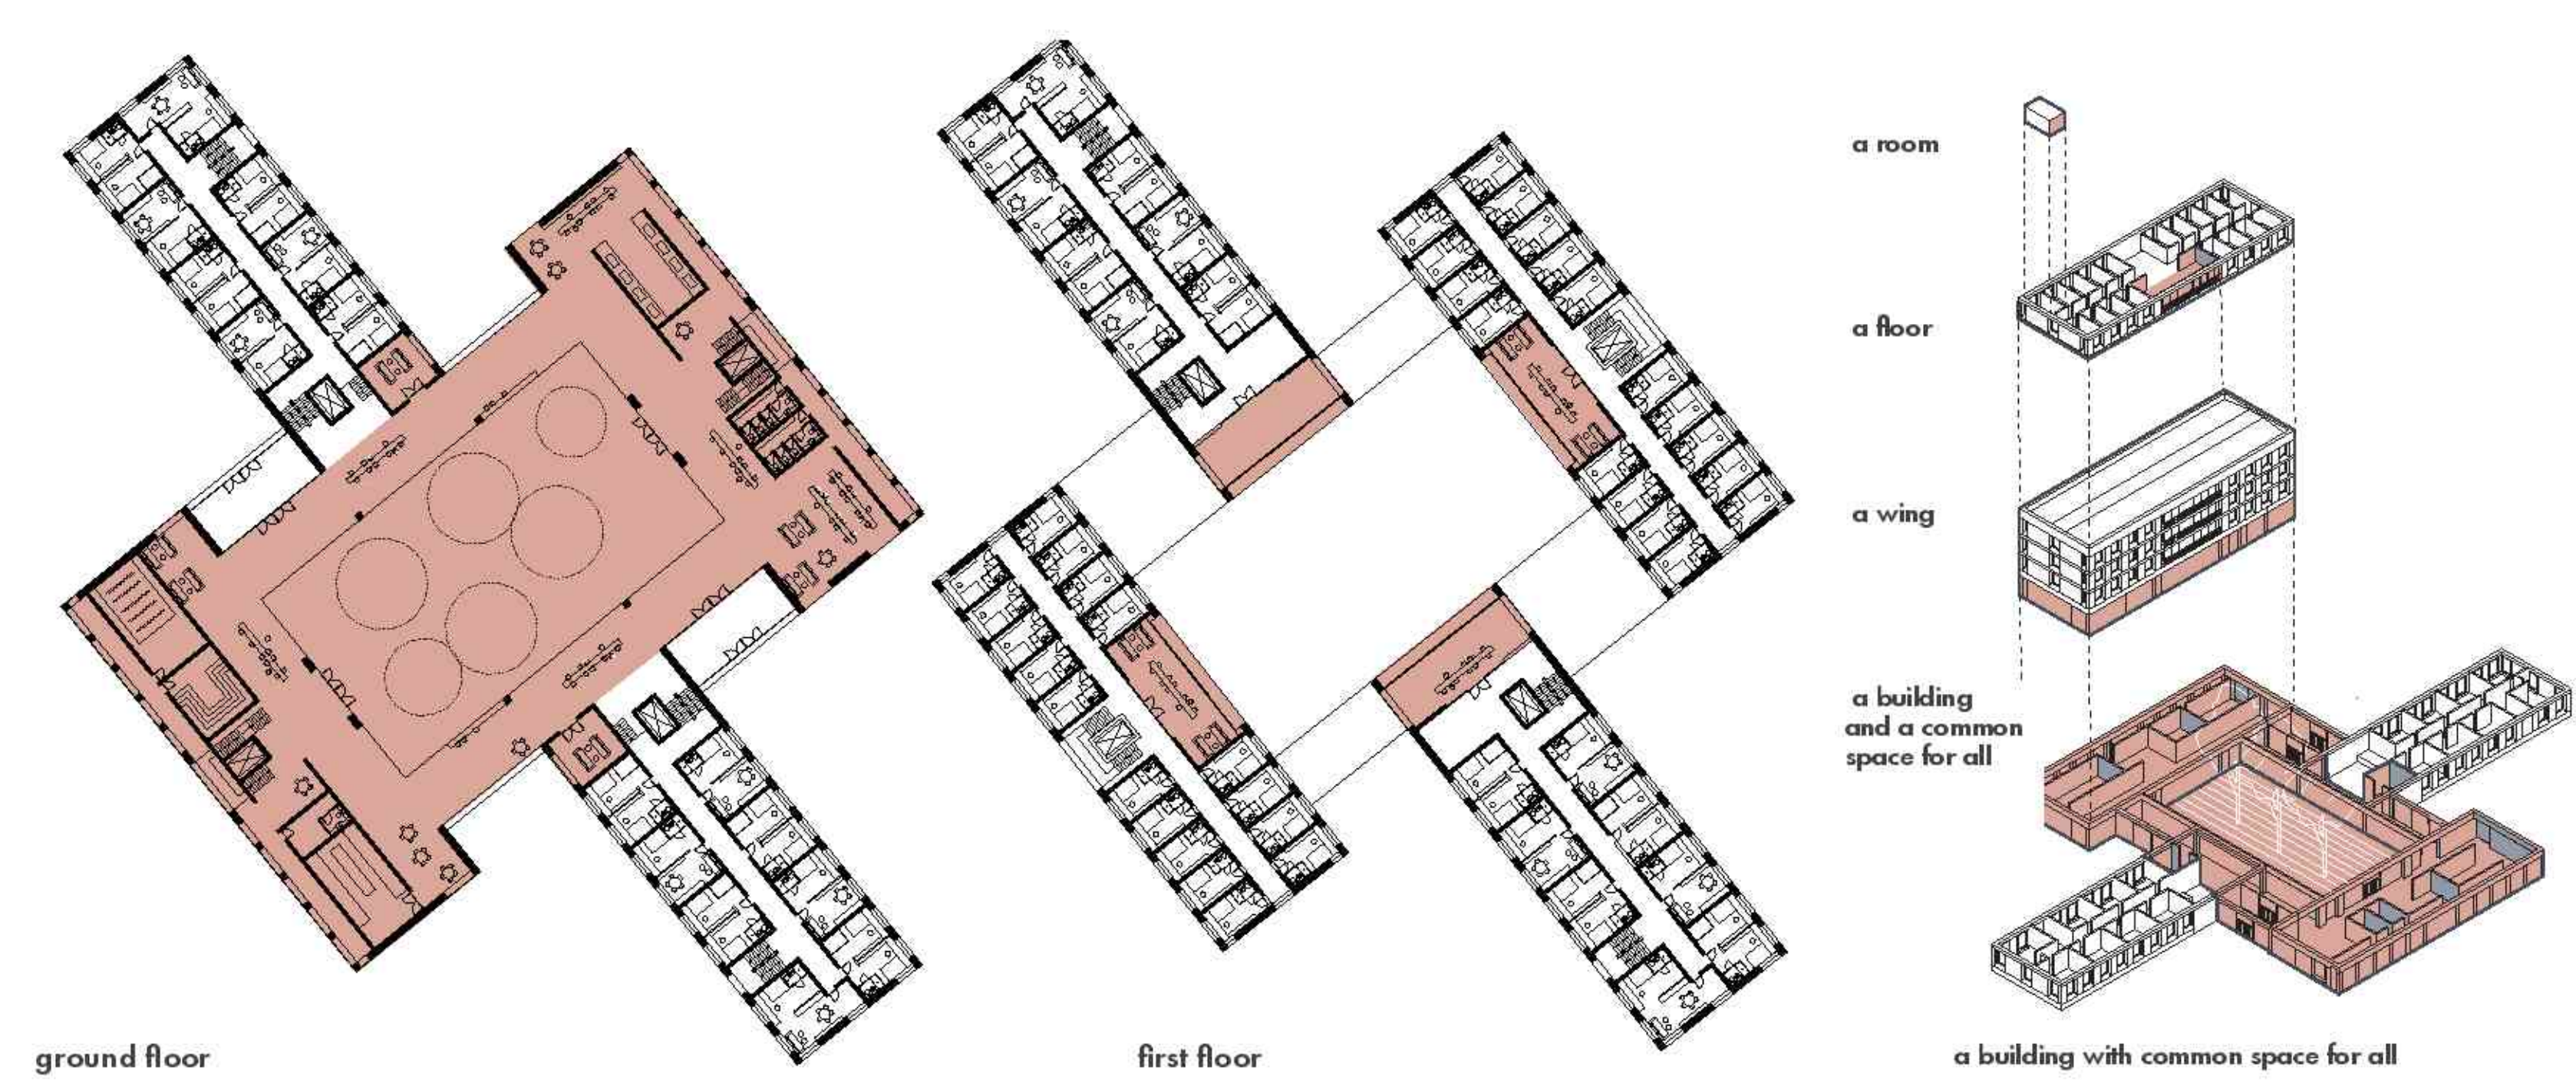 a room
a floor
a wing
a building
and a common
space for all
ground floor
first floor
a building with common space for all